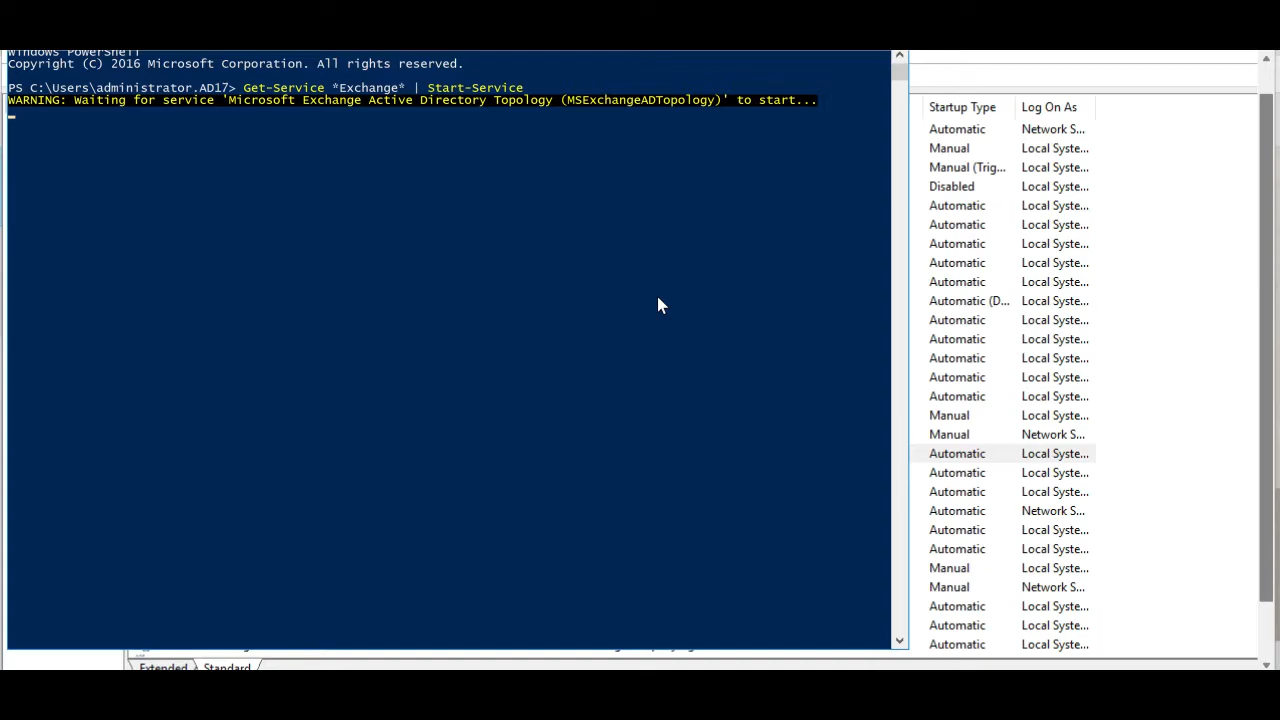 Windows PowerShell
Copyright (C) 2016 Microsoft Corporation. All rights reserved.
PS C:\Users\administrator.AD17> Get-Service *Exchange* | Start-Service
WARNING: Waiting for service 'Microsoft Exchange Active Directory Topology (MSExchangeADTopology)' to start...
Startup Type Log On As
Automatic Network S...
Manual Local Syste...
Manual (Trig... Local Syste...
Disabled Local Syste...
Automatic Local Syste...
Automatic Local Syste...
Automatic Local Syste...
Automatic Local Syste...
Automatic Local Syste...
Automatic (D... Local Syste...
Automatic Local Syste...
Automatic Local Syste...
Automatic Local Syste...
Automatic Local Syste...
Automatic Local Syste...
Manual Local Syste...
Manual Network S...
Automatic Local Syste...
Automatic Local Syste...
Automatic Local Syste...
Automatic Network S...
Automatic Local Syste...
Automatic Local Syste...
Manual Local Syste...
Manual Network S...
Automatic Local Syste...
Automatic Local Syste...
Automatic Local Syste...
Extended Standard